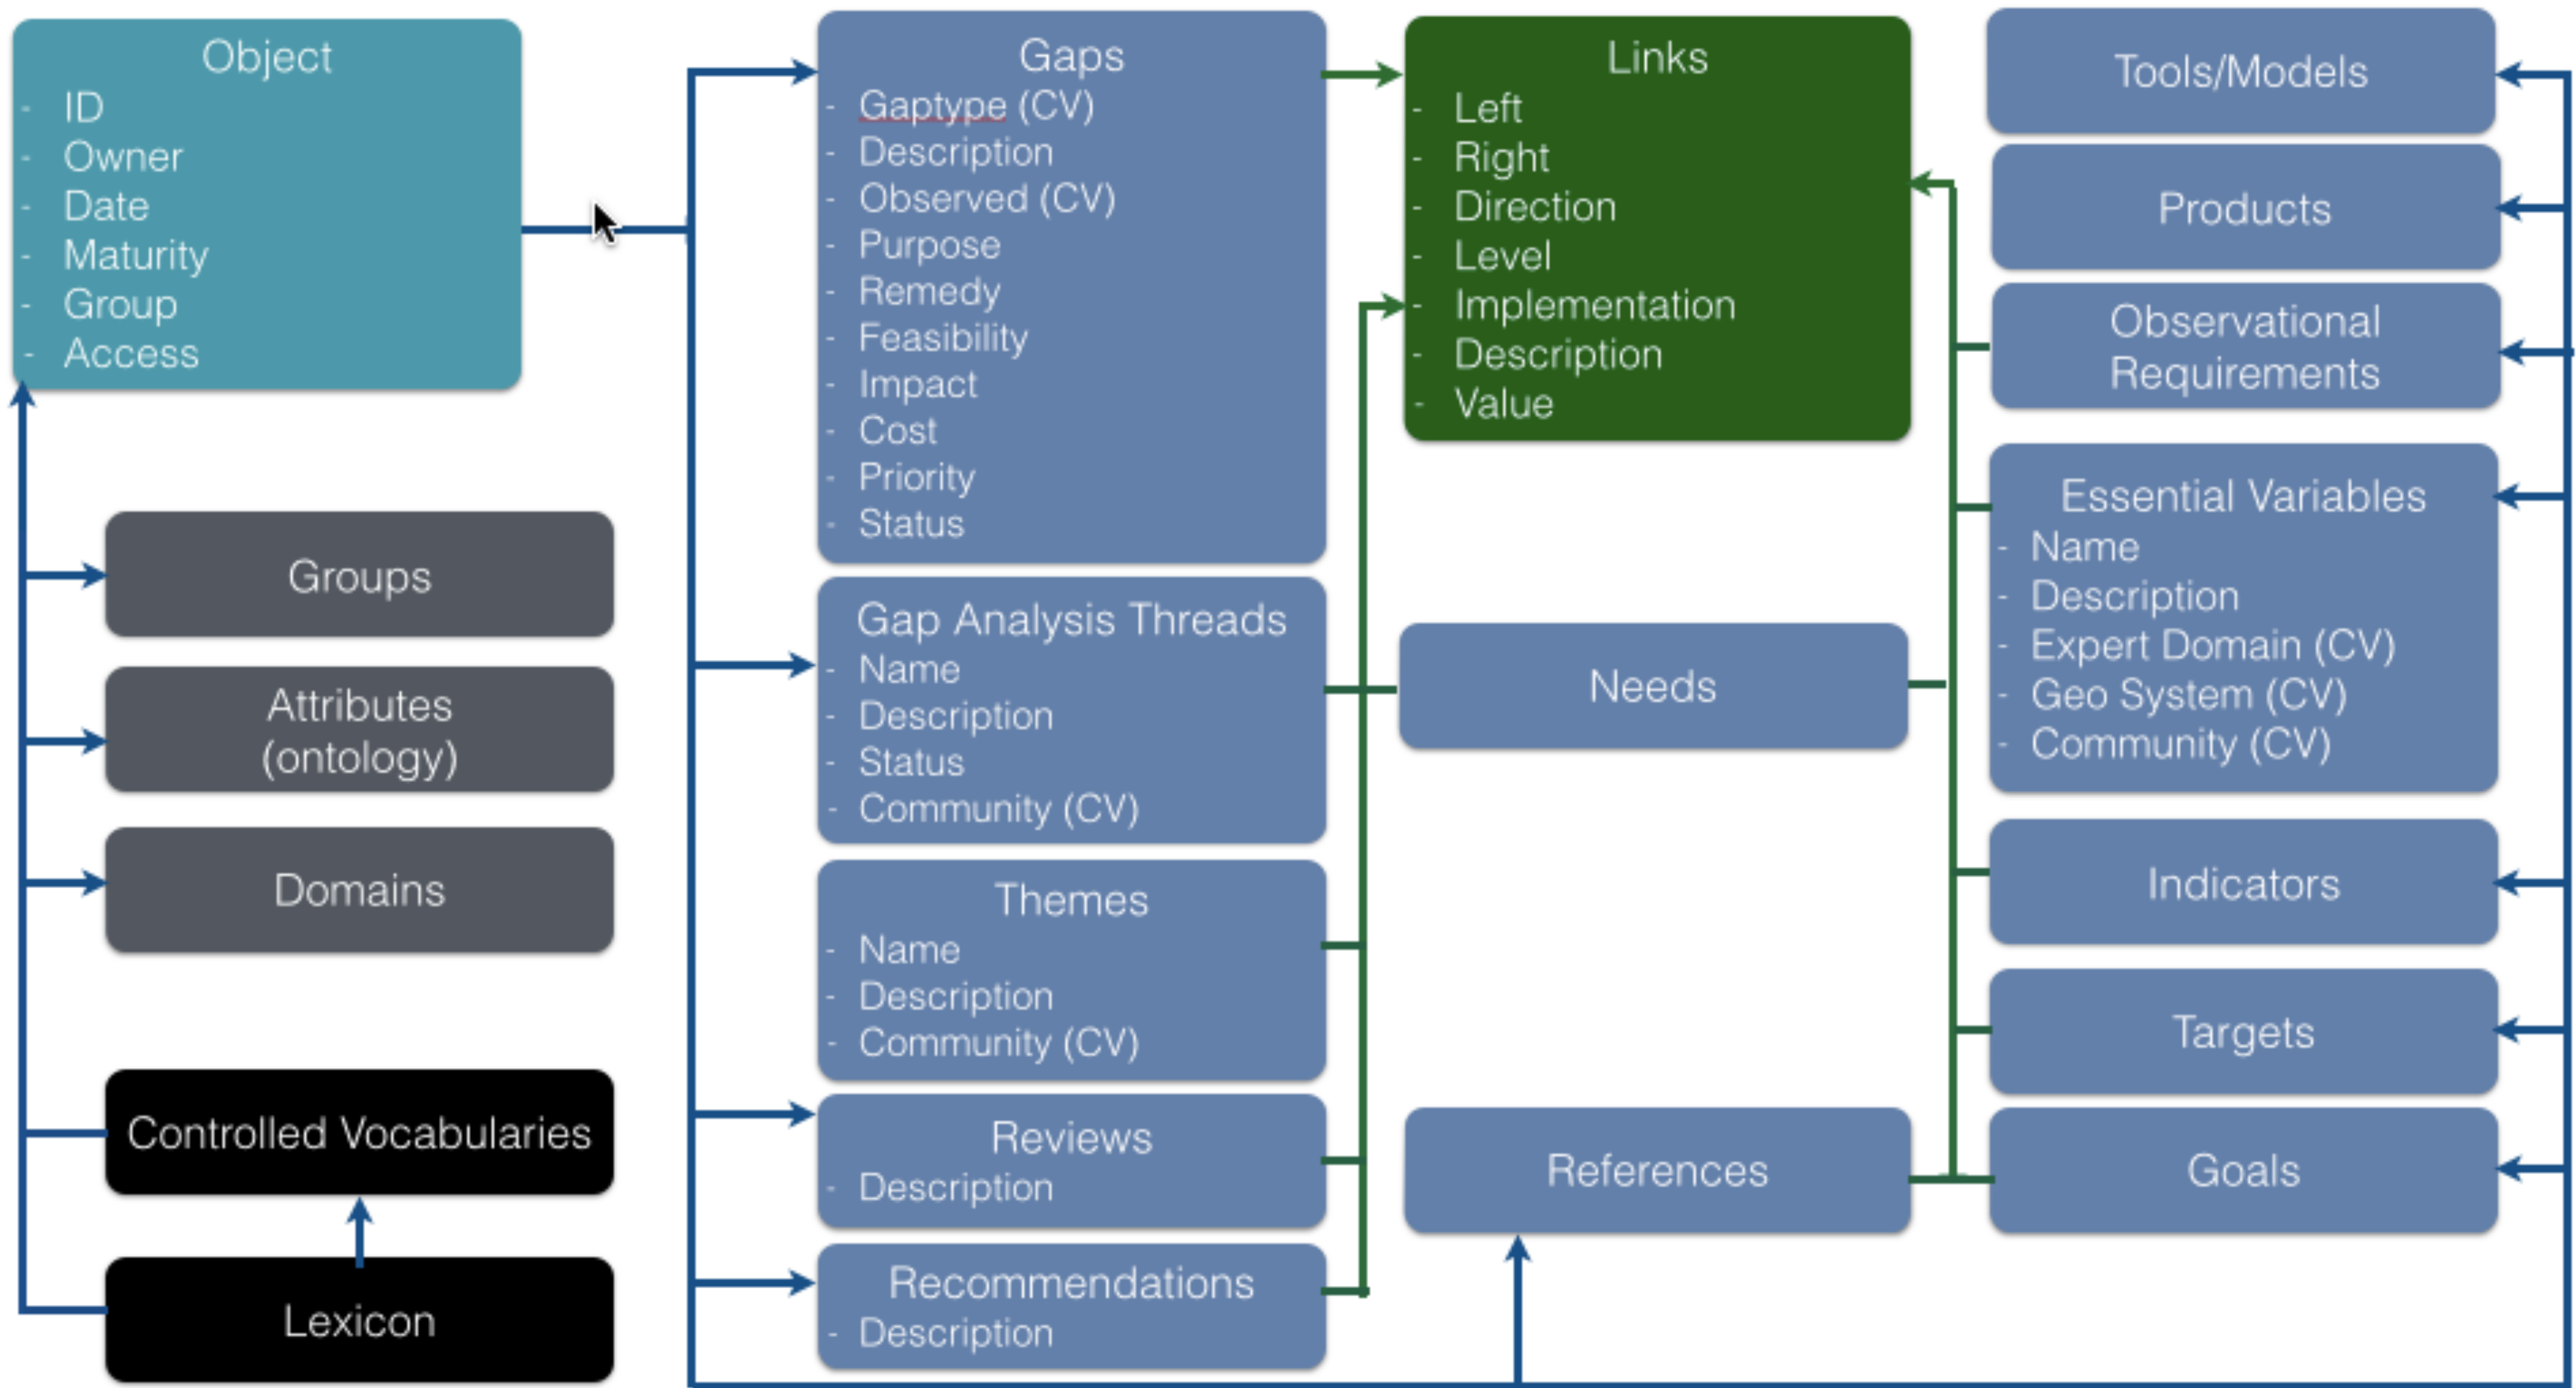 Object
- ID
- Owner
- Date
- Maturity
- Group
- Access
Groups
Attributes
(ontology)
Domains
Controlled Vocabularies
Lexicon
Gaps
- Gaptype (CV)
- Description
- Observed (CV)
- Purpose
- Remedy
- Feasibility
- Impact
- Cost
- Priority
- Status
Gap Analysis Threads
- Name
- Description
- Status
- Community (CV)
Themes
- Name
- Description
- Community (CV)
Reviews
- Description
Recommendations
- Description
Links
- Left
- Right
- Direction
- Level
- Implementation
- Description
- Value
Needs
References
Tools/Models
Products
Observational
Requirements
Essential Variables
- Name
- Description
- Expert Domain (CV)
- Geo System (CV)
- Community (CV)
Indicators
Targets
Goals